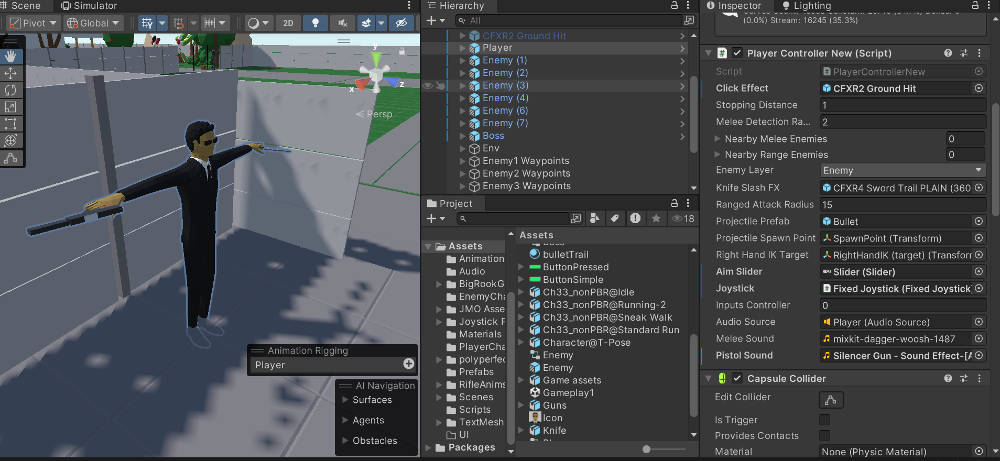 Scene
Simulator
Pivot
Global
2D
y
x
z
Persp
Animation Rigging
Player
AI Navigation
Surfaces
Agents
Obstacles
Hierarchy
All
CFXR2 Ground Hit
Player
Enemy (1)
Enemy (2)
Enemy (3)
Enemy (4)
Enemy (6)
Enemy (7)
Boss
Env
Enemy1 Waypoints
Enemy2 Waypoints
Enemy3 Waypoints
Project
18
Assets
Animation
Audio
BigRookG
EnemyCha
JMO Asse
Joystick P
Materials
PlayerCha
polyperfec
Prefabs
RifleAnims
Scenes
Scripts
TextMesh
UI
Packages
Assets
Boss
bulletTrail
ButtonPressed
ButtonSimple
Ch33_nonPBR@Idle
Ch33_nonPBR@Running-2
Ch33_nonPBR@Sneak Walk
Ch33_nonPBR@Standard Run
Character@T-Pose
Enemy
Enemy
Game assets
Gameplay1
Guns
Icon
Knife
Inspector
Lighting
(0.0%) Stream: 16245 (35.3%)
Player Controller New (Script)
Script PlayerControllerNew
Click Effect CFXR2 Ground Hit
Stopping Distance 1
Melee Detection Ra... 2
Nearby Melee Enemies 0
Nearby Range Enemies 0
Enemy Layer Enemy
Knife Slash FX CFXR4 Sword Trail PLAIN (360
Ranged Attack Radius 15
Projectile Prefab Bullet
Projectile Spawn Point SpawnPoint (Transform)
Right Hand IK Target RightHandIK (target) (Transforr
Aim Slider Slider (Slider)
Joystick Fixed Joystick (Fixed Joystick)
Inputs Controller 0
Audio Source Player (Audio Source)
Melee Sound mixkit-dagger-woosh-1487
Pistol Sound Silencer Gun - Sound Effect-[A
Capsule Collider
Edit Collider
Is Trigger
Provides Contacts
Material None (Physic Material)